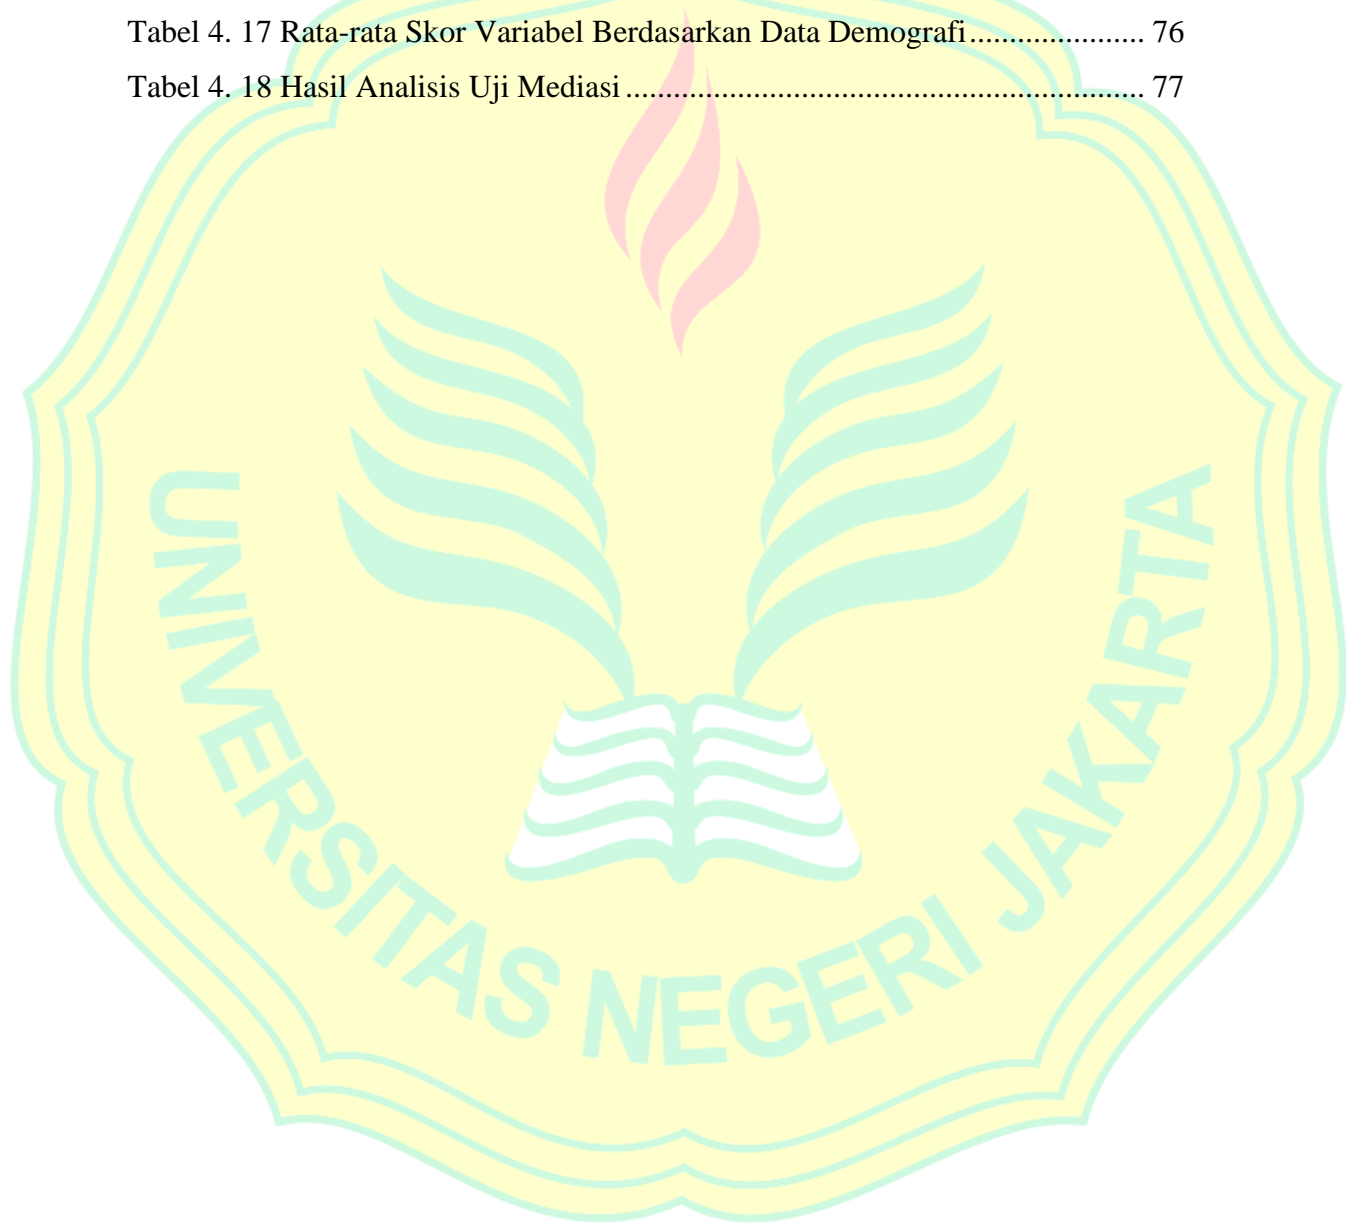 Tabel 4. 17 Rata-rata Skor Variabel Berdasarkan Data Demografi...................... 76
Tabel 4. 18 Hasil Analisis Uji Mediasi ................................................................. 77
UNIVERSITAS NEGERI JAKARTA